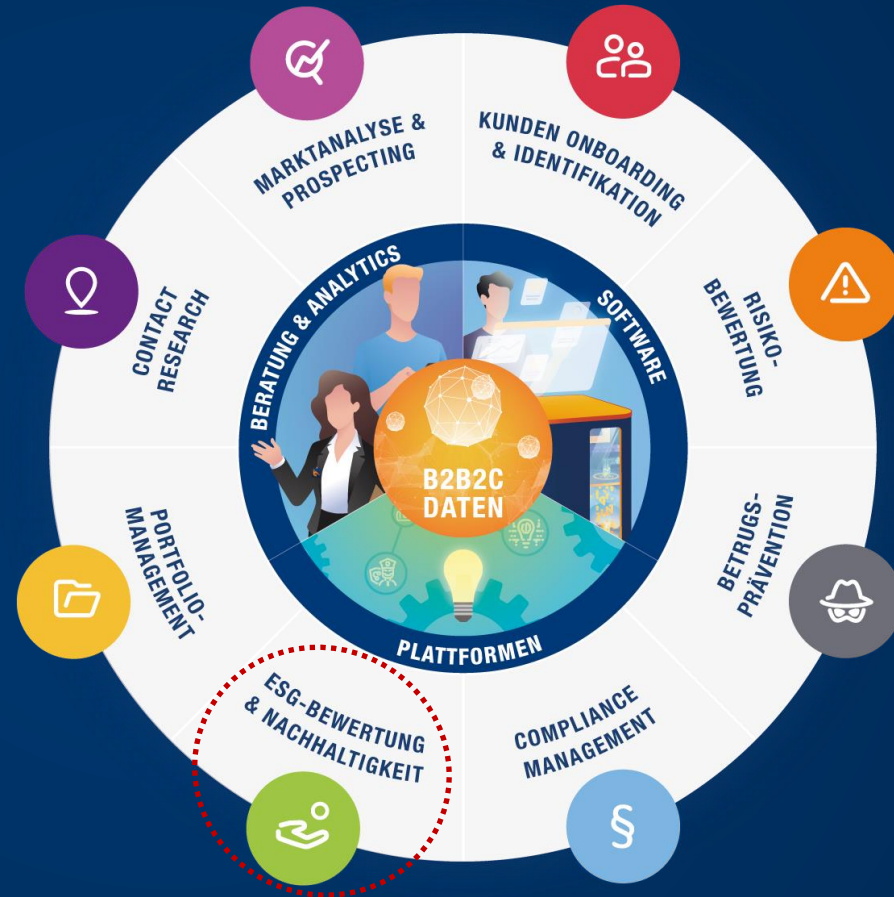 MARKTANALYSE &
PROSPECTING
KUNDEN ONBOARDING
& IDENTIFIKATION
RISIKO-
BEWERTUNG
BETRUGS-
PRÄVENTION
COMPLIANCE
MANAGEMENT
§
ESG-BEWERTUNG
& NACHHALTIGKEIT
PORTFOLIO-
MANAGEMENT
CONTACT
RESEARCH
BERATUNG & ANALYTICS
SOFTWARE
PLATTFORMEN
B2B2C
DATEN